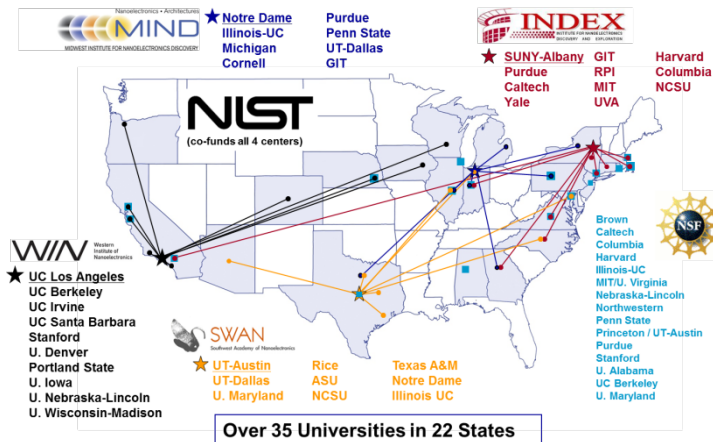 Nanoelectronics • Architectures
MIND
MIDWEST INSTITUTE FOR NANOELECTRONICS DISCOVERY
Notre Dame
Illinois-UC
Michigan
Cornell
Purdue
Penn State
UT-Dallas
GIT
INDEX
INSTITUTE FOR NANOELECTRONICS
DISCOVERY AND EXPLORATION
SUNY-Albany
Purdue
Caltech
Yale
GIT
RPI
MIT
UVA
Harvard
Columbia
NCSU
NIST
(co-funds all 4 centers)
NSF
Brown
Caltech
Columbia
Harvard
Illinois-UC
MIT/U. Virginia
Nebraska-Lincoln
Northwestern
Penn State
Princeton / UT-Austin
Purdue
Stanford
U. Alabama
UC Berkeley
U. Maryland
WIN
Western
Institute of
Nanoelectronics
UC Los Angeles
UC Berkeley
UC Irvine
UC Santa Barbara
Stanford
U. Denver
Portland State
U. Iowa
U. Nebraska-Lincoln
U. Wisconsin-Madison
SWAN
Southwest Academy of Nanoelectronics
UT-Austin
UT-Dallas
U. Maryland
Rice
ASU
NCSU
Texas A&M
Notre Dame
Illinois UC
Over 35 Universities in 22 States